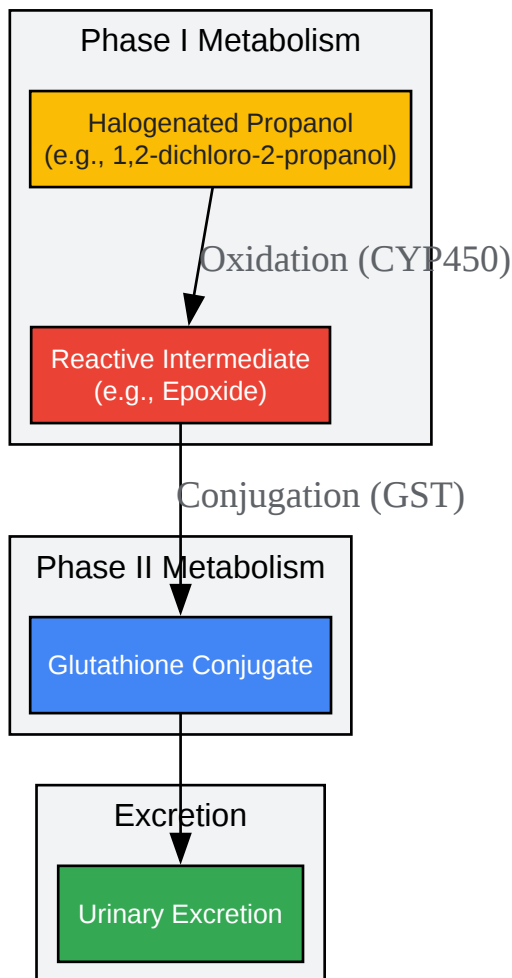 Phase I Metabolism
Halogenated Propanol
(e.g., 1,2-dichloro-2-propanol)
Oxidation (CYP450)
Reactive Intermediate
(e.g., Epoxide)
Conjugation (GST)
Phase II Metabolism
Glutathione Conjugate
Excretion
Urinary Excretion